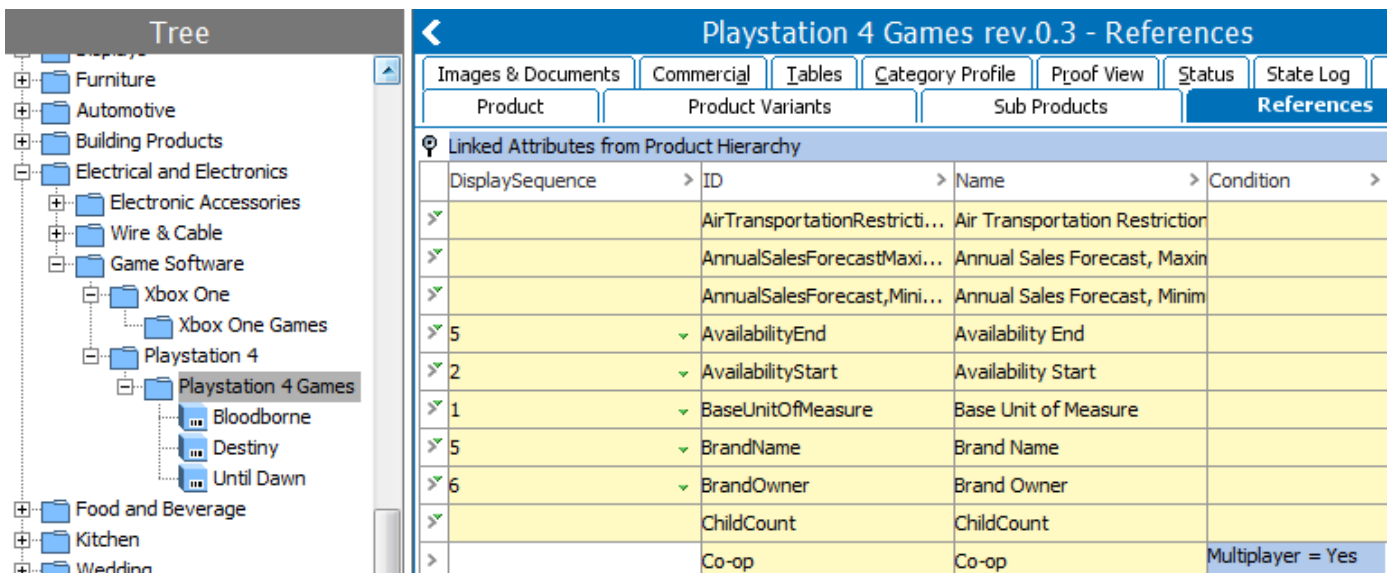 Tree
Furniture
Automotive
Building Products
Electrical and Electronics
Electronic Accessories
Wire & Cable
Game Software
Xbox One
Xbox One Games
Playstation 4
Playstation 4 Games
Bloodborne
Destiny
Until Dawn
Food and Beverage
Kitchen
Wedding
Playstation 4 Games rev.0.3 - References
Images & Documents Commercial Tables Category Profile Proof View Status State Log
Product Product Variants Sub Products References
Linked Attributes from Product Hierarchy
DisplaySequence > ID > Name > Condition >
AirTransportationRestricti... Air Transportation Restriction
AnnualSalesForecastMaxi... Annual Sales Forecast, Maxin
AnnualSalesForecast,Mini... Annual Sales Forecast, Minim
5 AvailabilityEnd Availability End
2 AvailabilityStart Availability Start
1 BaseUnitOfMeasure Base Unit of Measure
5 BrandName Brand Name
6 BrandOwner Brand Owner
ChildCount ChildCount
Co-op Co-op Multiplayer = Yes